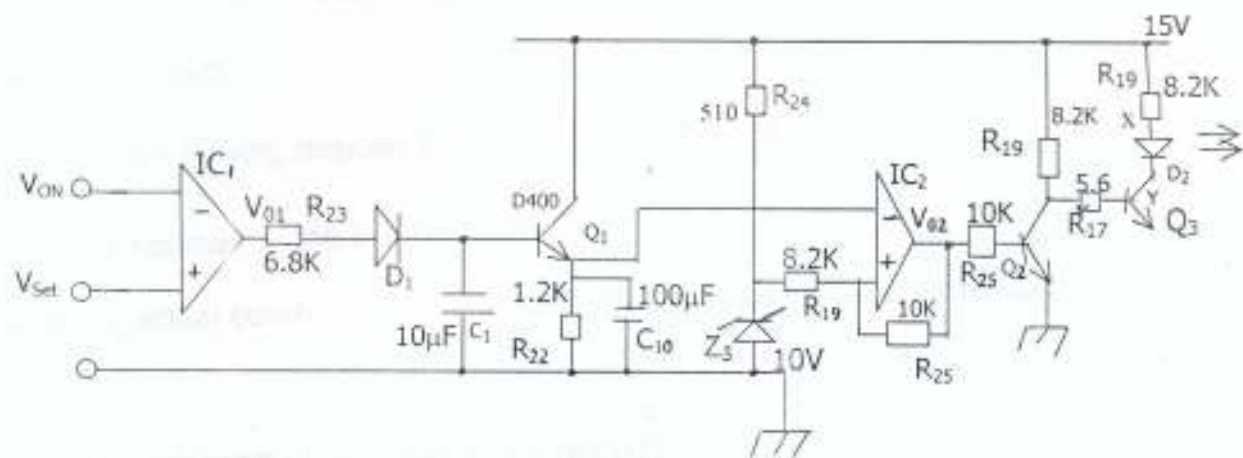 15V
R19
8.2K
R24
510
8.2K
X
R19
IC1
IC2
D400
D2
VON
V01
R23
Q1
5.6
Y
−
−
V02
10K
R17
Q3
6.8K
D1
8.2K
+
R25
Q2
VSet
+
1.2K
100μF
R19
10K
10μF
C1
R22
C10
Z3
10V
R25